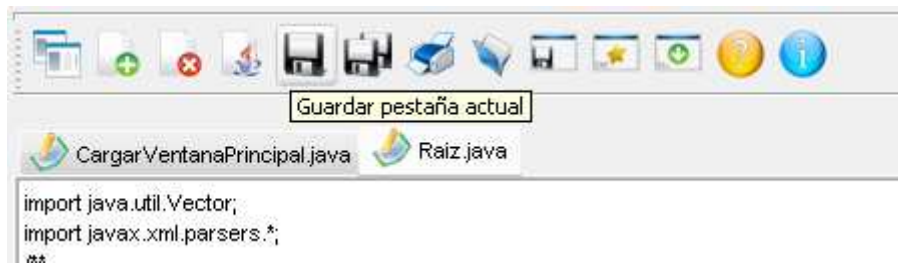 Guardar pestaña actual
CargarVentanaPrincipal.java Raiz.java
import java.util.Vector;
import javax.xml.parsers.*;
/**